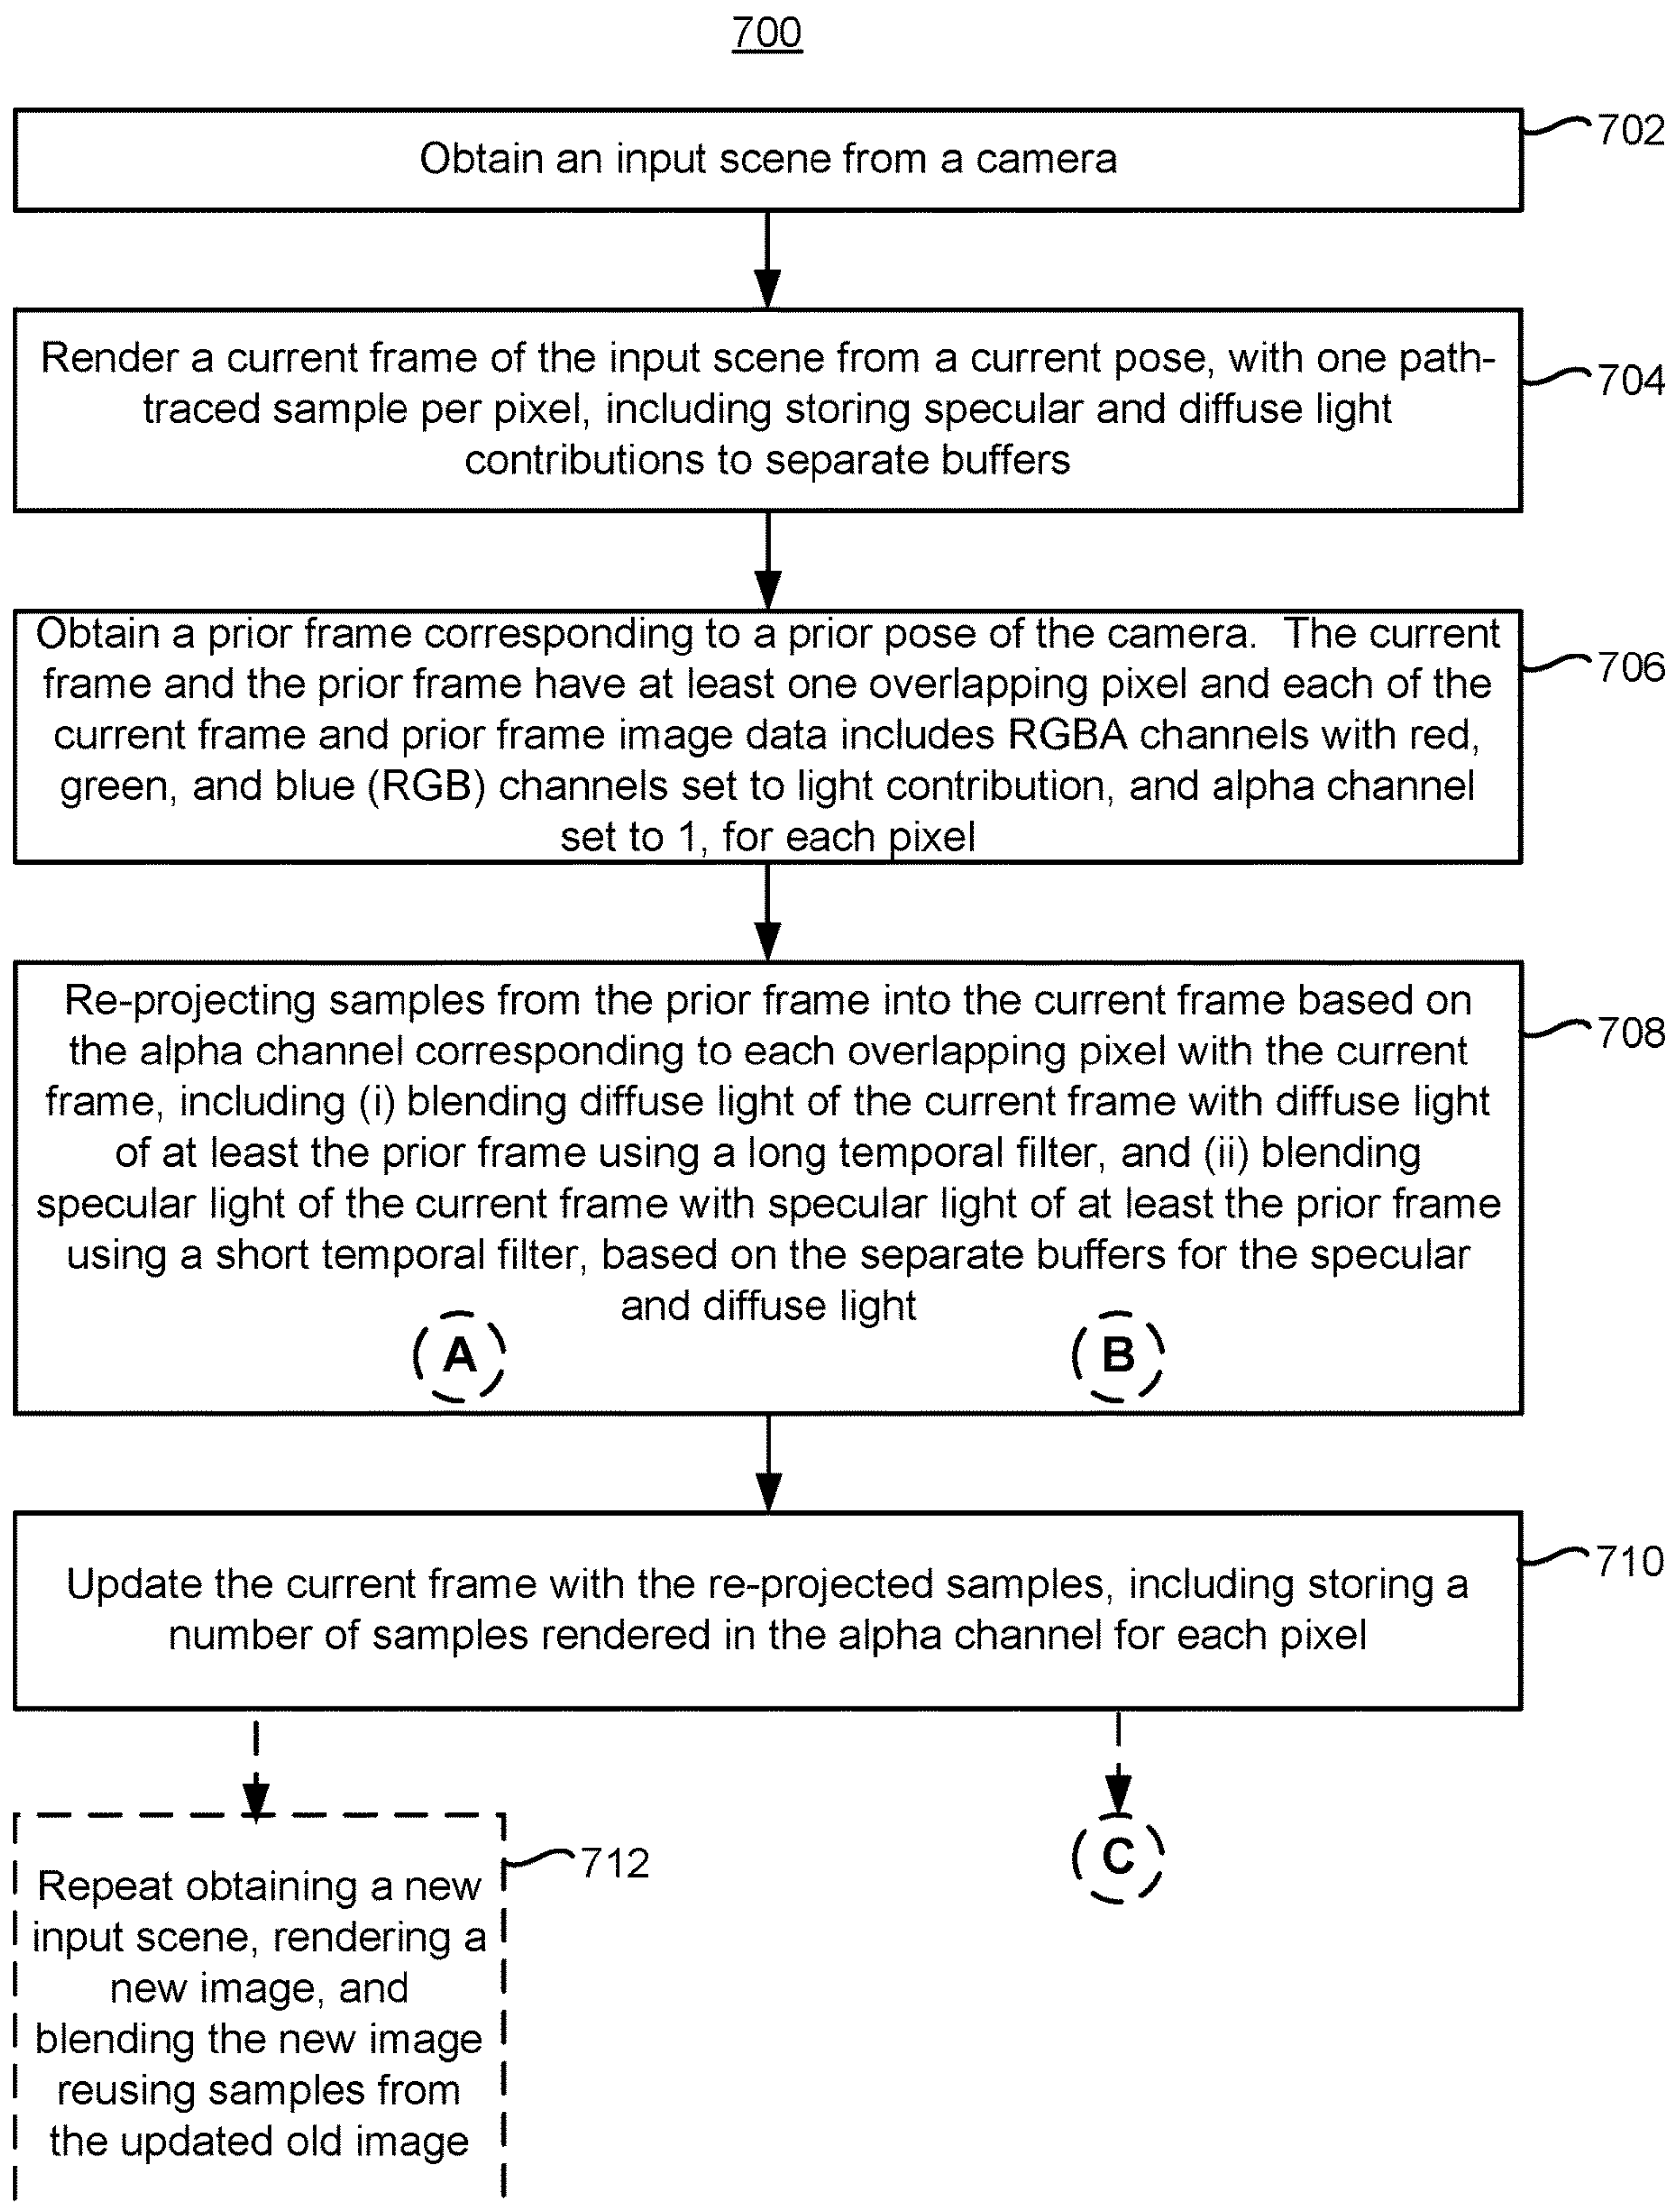 700
Obtain an input scene from a camera
702
Render a current frame of the input scene from a current pose, with one path-
traced sample per pixel, including storing specular and diffuse light
contributions to separate buffers
704
Obtain a prior frame corresponding to a prior pose of the camera.  The current
frame and the prior frame have at least one overlapping pixel and each of the
current frame and prior frame image data includes RGBA channels with red,
green, and blue (RGB) channels set to light contribution, and alpha channel
set to 1, for each pixel
706
Re-projecting samples from the prior frame into the current frame based on
the alpha channel corresponding to each overlapping pixel with the current
frame, including (i) blending diffuse light of the current frame with diffuse light
of at least the prior frame using a long temporal filter, and (ii) blending
specular light of the current frame with specular light of at least the prior frame
using a short temporal filter, based on the separate buffers for the specular
and diffuse light
708
A
B
Update the current frame with the re-projected samples, including storing a
number of samples rendered in the alpha channel for each pixel
710
C
Repeat obtaining a new
input scene, rendering a
new image, and
blending the new image
reusing samples from
the updated old image
712